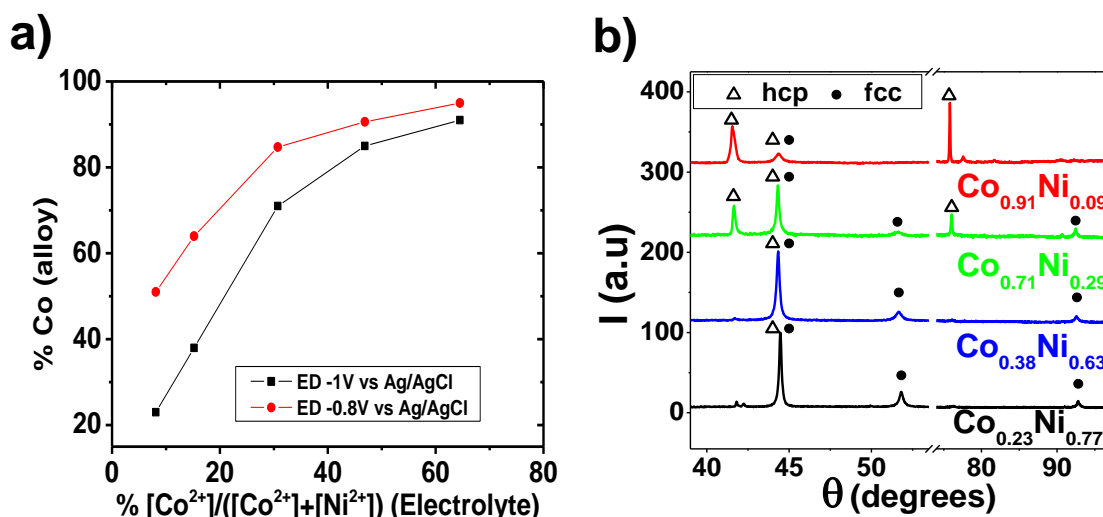 a)
100
80
60
40
20
% Co (alloy)
ED -1V vs Ag/AgCl
ED -0.8V vs Ag/AgCl
0 20 40 60 80
% [Co²⁺]/([Co²⁺]+[Ni²⁺]) (Electrolyte)
b)
400
300
200
100
0
I (a.u)
hcp fcc
Co₀.₉₁Ni₀.₀₉
Co₀.₇₁Ni₀.₂₉
Co₀.₃₈Ni₀.₆₃
Co₀.₂₃Ni₀.₇₇
40 45 50 80 90
θ (degrees)